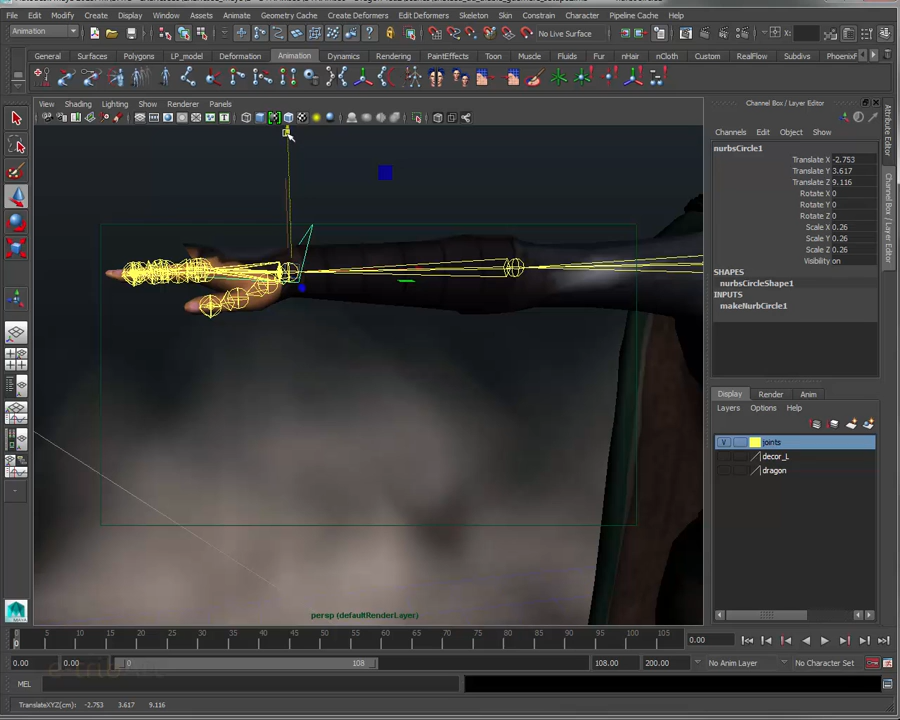 File Edit Modify Create Display Window Assets Animate Geometry Cache Create Deformers Edit Deformers Skeleton Skin Constrain Character Pipeline Cache Help
Animation No Live Surface X: Y: Z:
General Surfaces Polygons LP_model Deformation Animation Dynamics Rendering PaintEffects Toon Muscle Fluids Fur nHair nCloth Custom RealFlow Subdivs
View Shading Lighting Show Renderer Panels
Channel Box / Layer Editor
Channels Edit Object Show
nurbsCircle1
Translate X -2.753
Translate Y 3.617
Translate Z 9.116
Rotate X 0
Rotate Y 0
Rotate Z 0
Scale X 0.26
Scale Y 0.26
Scale Z 0.26
Visibility on
SHAPES
nurbsCircleShape1
INPUTS
makeNurbCircle1
Attribute Editor
Channel Box / Layer Editor
Display Render Anim
Layers Options Help
V joints
decor_L
dragon
persp (defaultRenderLayer)
0 5 10 15 20 25 30 35 40 45 50 55 60 65 70 75 80 85 90 95 100 105
0.00
0.00 0.00 0 108 108.00 200.00 No Anim Layer No Character Set
MEL
TranslateXYZ(cm): -2.753 3.617 9.116